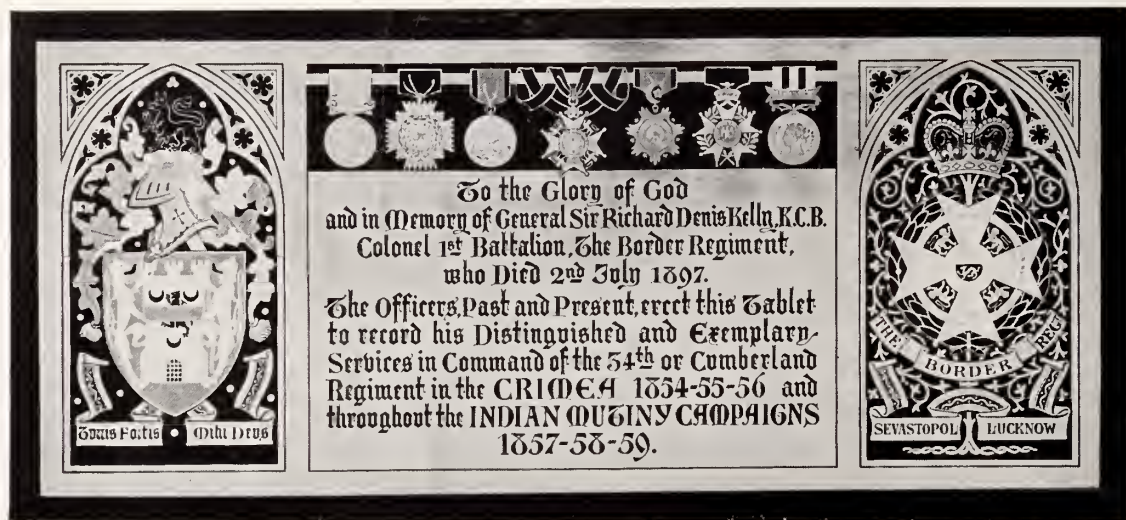 To the Glory of God
and in Memory of General Sir Richard Denis Kelly, K.C.B.
Colonel 1st Battalion, The Border Regiment,
who Died 2nd July 1897.
The Officers, Past and Present, erect this Tablet
to record his Distinguished and Exemplary
Services in Command of the 34th or Cumberland
Regiment in the CRIMEA 1854-55-56 and
throughout the INDIAN MUTINY CAMPAIGNS
1857-58-59.
Turris Fortis Mihi Deus
THE BORDER REGT
SEVASTOPOL LUCKNOW